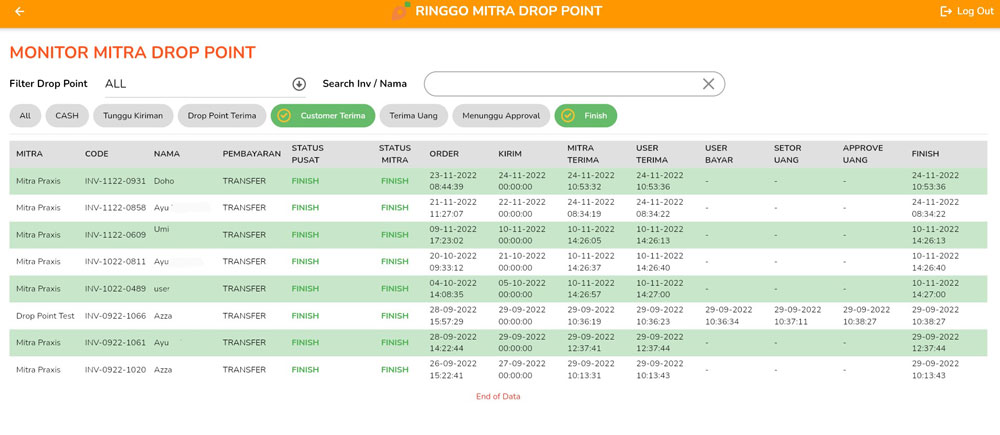 RINGGO MITRA DROP POINT
Log Out
MONITOR MITRA DROP POINT
Filter Drop Point ALL Search Inv / Nama
All CASH Tunggu Kiriman Drop Point Terima Customer Terima Terima Uang Menunggu Approval Finish
MITRA CODE NAMA PEMBAYARAN STATUS PUSAT STATUS MITRA ORDER KIRIM MITRA TERIMA USER TERIMA USER BAYAR SETOR UANG APPROVE UANG FINISH
Mitra Praxis INV-1122-0931 Doho TRANSFER FINISH FINISH 23-11-2022 08:44:39 24-11-2022 00:00:00 24-11-2022 10:53:32 24-11-2022 10:53:36 - - - 24-11-2022 10:53:36
Mitra Praxis INV-1122-0858 Ayu TRANSFER FINISH FINISH 21-11-2022 11:27:07 22-11-2022 00:00:00 24-11-2022 08:34:19 24-11-2022 08:34:22 - - - 24-11-2022 08:34:22
Mitra Praxis INV-1122-0609 Umi TRANSFER FINISH FINISH 09-11-2022 17:23:02 10-11-2022 00:00:00 10-11-2022 14:26:05 10-11-2022 14:26:13 - - - 10-11-2022 14:26:13
Mitra Praxis INV-1022-0811 Ayu TRANSFER FINISH FINISH 20-10-2022 09:33:12 21-10-2022 00:00:00 10-11-2022 14:26:37 10-11-2022 14:26:40 - - - 10-11-2022 14:26:40
Mitra Praxis INV-1022-0489 user TRANSFER FINISH FINISH 04-10-2022 14:08:35 05-10-2022 00:00:00 10-11-2022 14:26:57 10-11-2022 14:27:00 - - - 10-11-2022 14:27:00
Drop Point Test INV-0922-1066 Azza TRANSFER FINISH FINISH 28-09-2022 15:57:29 29-09-2022 00:00:00 29-09-2022 10:36:19 29-09-2022 10:36:23 29-09-2022 10:36:34 29-09-2022 10:37:11 29-09-2022 10:38:27 29-09-2022 10:38:27
Mitra Praxis INV-0922-1061 Ayu TRANSFER FINISH FINISH 28-09-2022 14:22:44 29-09-2022 00:00:00 29-09-2022 12:37:41 29-09-2022 12:37:44 - - - 29-09-2022 12:37:44
Mitra Praxis INV-0922-1020 Azza TRANSFER FINISH FINISH 26-09-2022 15:22:41 27-09-2022 00:00:00 29-09-2022 10:13:31 29-09-2022 10:13:43 - - - 29-09-2022 10:13:43
End of Data